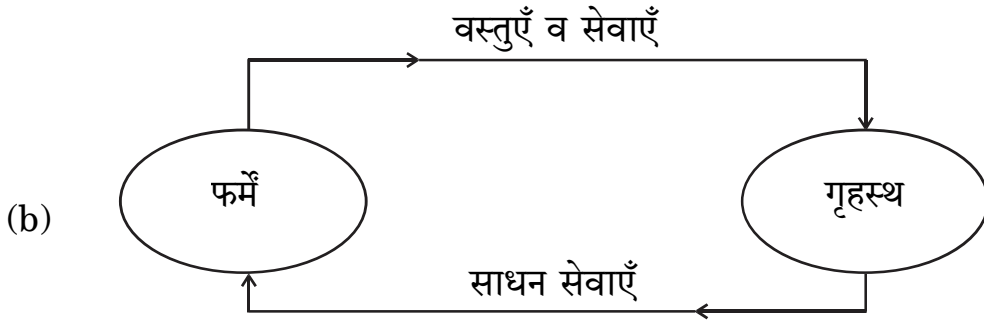 वस्तुएँ व सेवाएँ
(b) फर्में गृहस्थ
साधन सेवाएँ